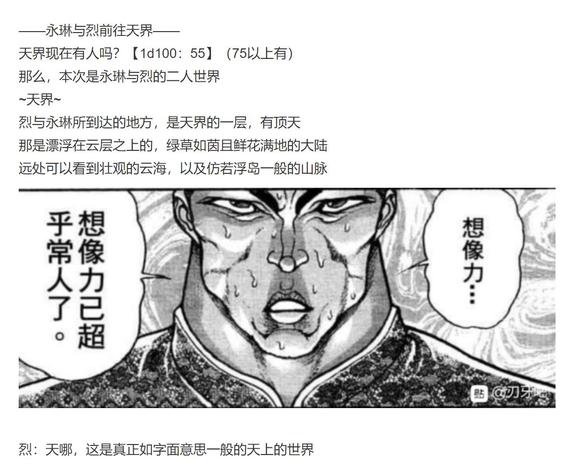 ——永琳与烈前往天界——
天界现在有人吗？【1d100：55】（75以上有）
那么，本次是永琳与烈的二人世界
~天界~
烈与永琳所到达的地方，是天界的一层，有顶天
那是漂浮在云层之上的，绿草如茵且鲜花满地的大陆
远处可以看到壮观的云海，以及仿若浮岛一般的山脉
想像力…
想像力已超
乎常人了。
烈：天哪，这是真正如字面意思一般的天上的世界